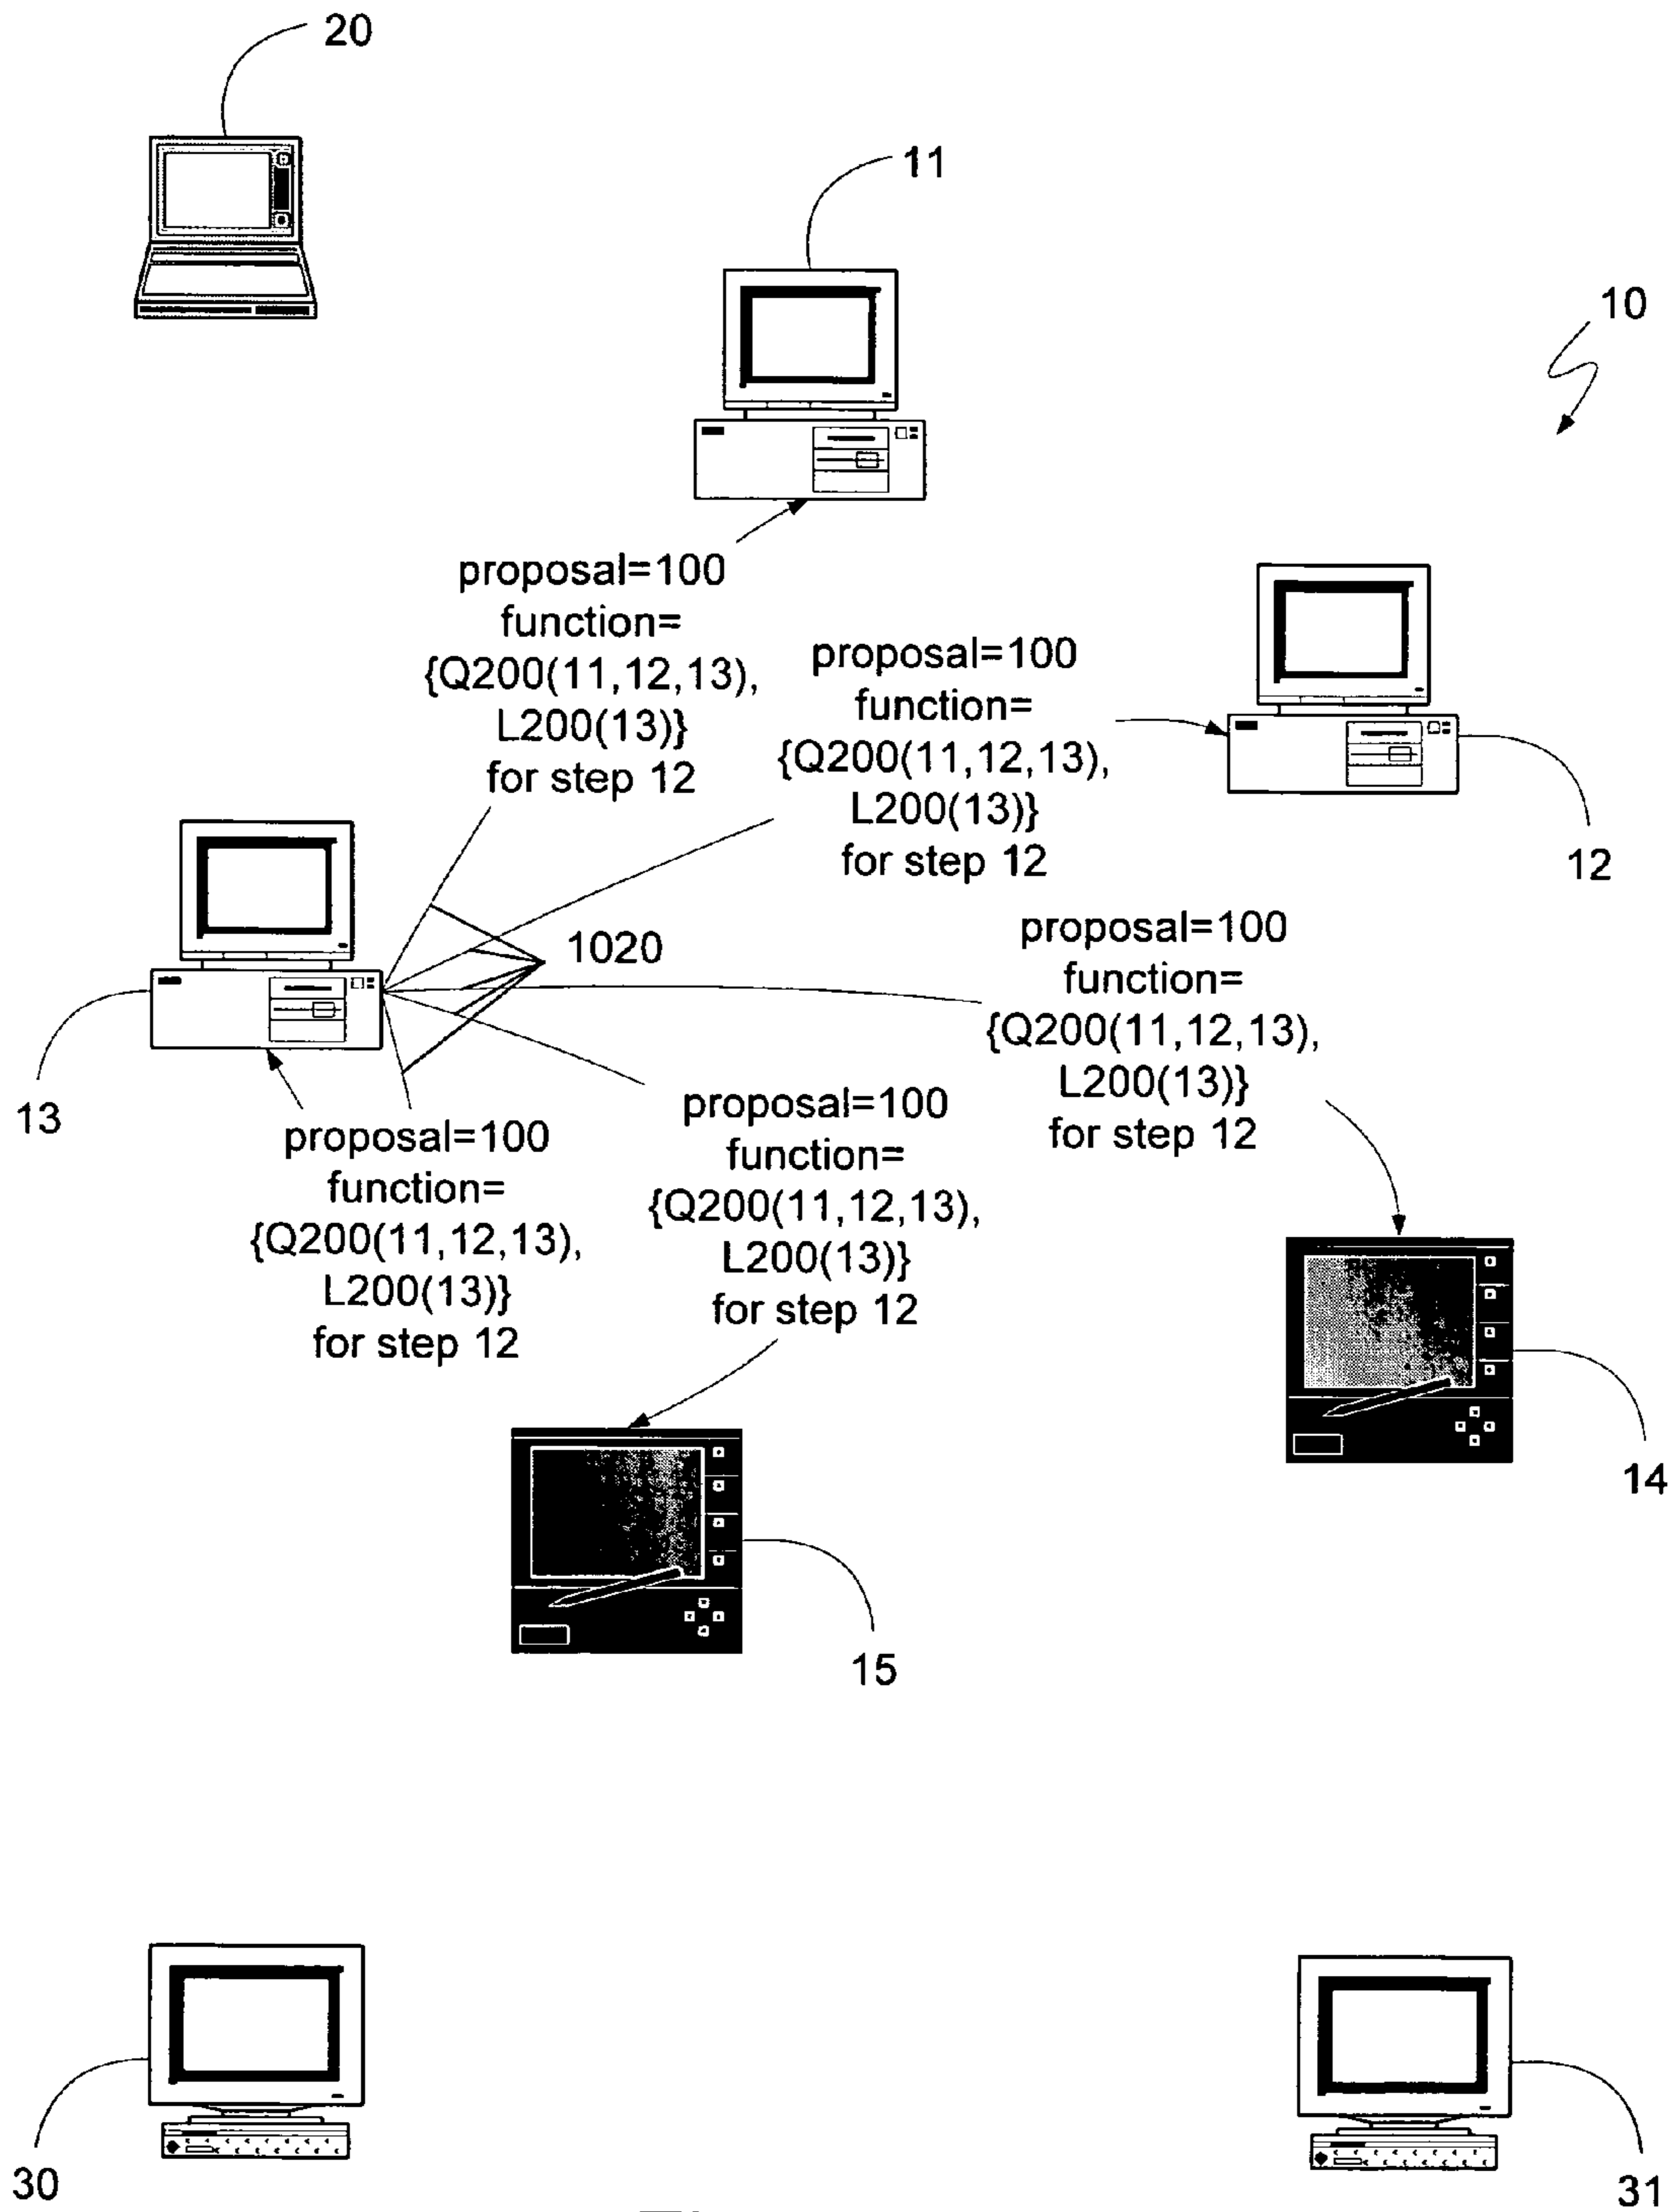 20
11
10
proposal=100
function=
{Q200(11,12,13),
L200(13)}
for step 12
proposal=100
function=
{Q200(11,12,13),
L200(13)}
for step 12
12
1020
proposal=100
function=
{Q200(11,12,13),
L200(13)}
for step 12
13
proposal=100
function=
{Q200(11,12,13),
L200(13)}
for step 12
proposal=100
function=
{Q200(11,12,13),
L200(13)}
for step 12
14
15
30
31